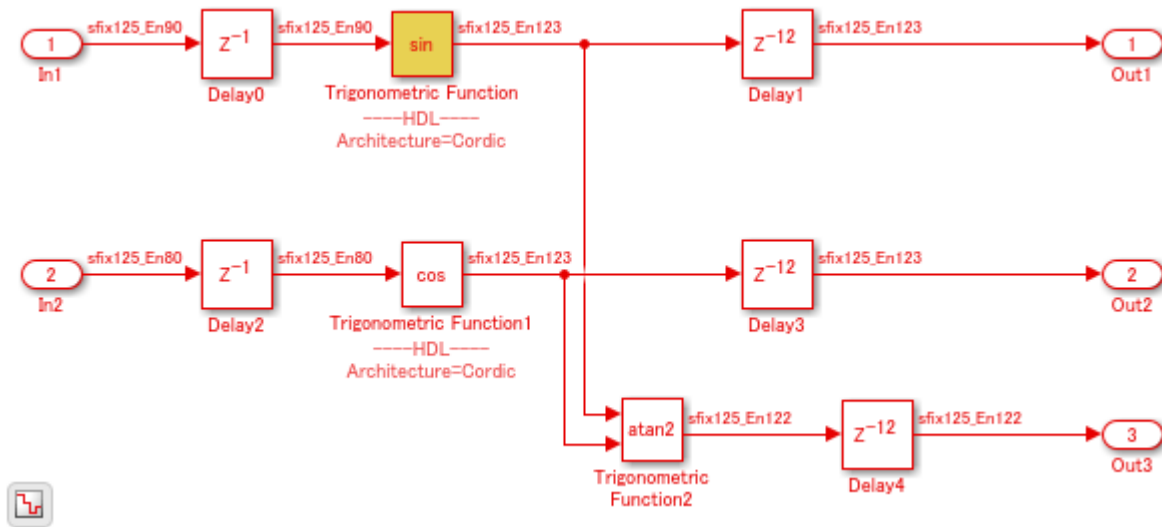 sfix125_En90
sfix125_En90
sfix125_En123
sfix125_En123
1
Z-1
sin
Z-12
1
In1
Delay0
Trigonometric Function
----HDL----
Architecture=Cordic
Delay1
Out1
sfix125_En80
sfix125_En80
sfix125_En123
sfix125_En123
2
Z-1
cos
Z-12
2
In2
Delay2
Trigonometric Function1
----HDL----
Architecture=Cordic
Delay3
Out2
atan2
sfix125_En122
Z-12
sfix125_En122
3
Trigonometric
Function2
Delay4
Out3